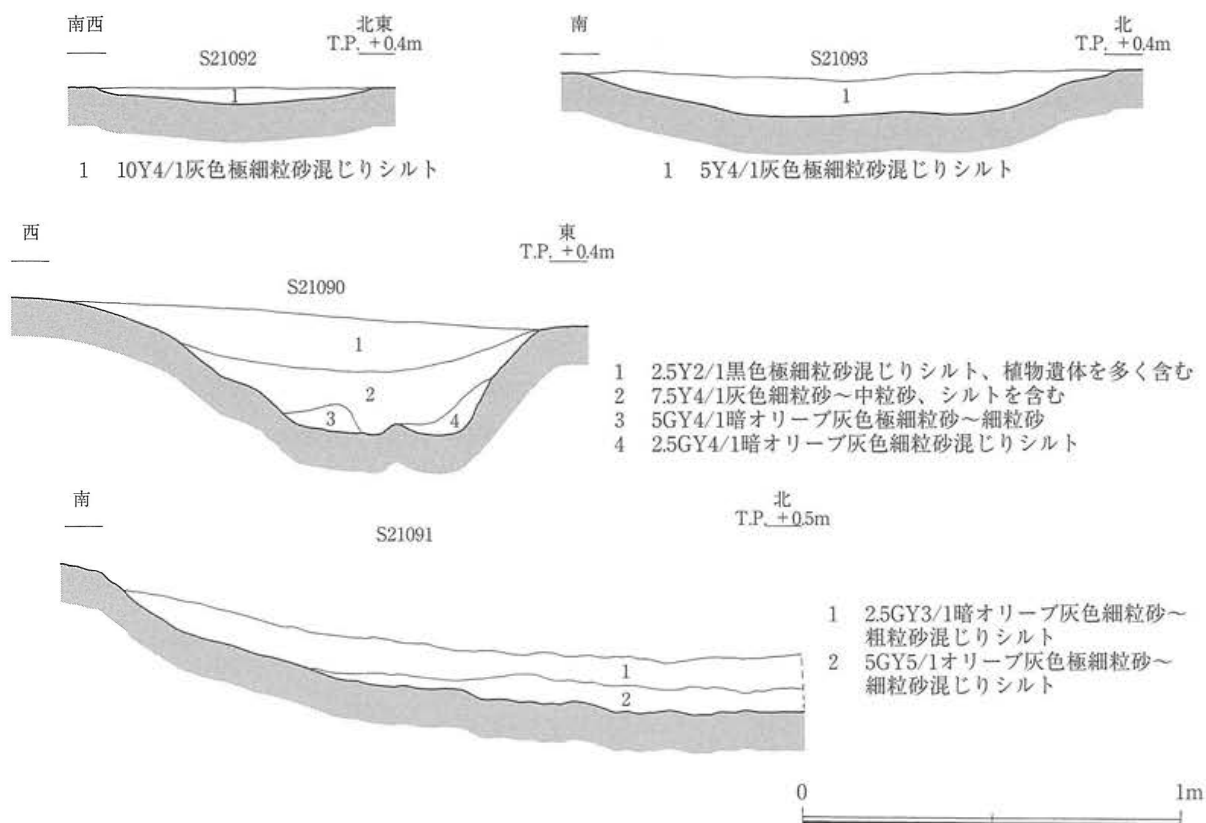 南西
北東
T.P. +0.4m
S21092
1
1 10Y4/1灰色極細粒砂混じりシルト
南
北
T.P. +0.4m
S21093
1
1 5Y4/1灰色極細粒砂混じりシルト
西
東
T.P. +0.4m
S21090
1
2
3
4
1 2.5Y2/1黒色極細粒砂混じりシルト、植物遺体を多く含む
2 7.5Y4/1灰色細粒砂～中粒砂、シルトを含む
3 5GY4/1暗オリーブ灰色極細粒砂～細粒砂
4 2.5GY4/1暗オリーブ灰色細粒砂混じりシルト
南
北
T.P. +0.5m
S21091
1
2
1 2.5GY3/1暗オリーブ灰色細粒砂～
粗粒砂混じりシルト
2 5GY5/1オリーブ灰色極細粒砂～
細粒砂混じりシルト
0
1m